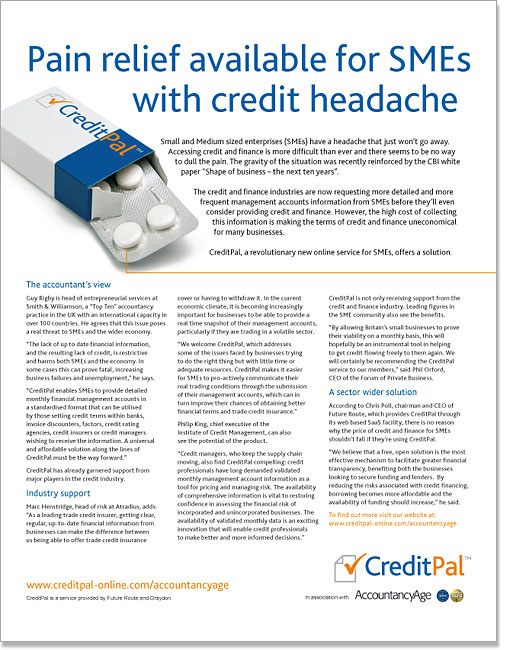 Pain relief available for SMEs
with credit headache
CreditPal™
Small and Medium sized enterprises (SMEs) have a headache that just won't go away.
Accessing credit and finance is more difficult than ever and there seems to be no way
to dull the pain. The gravity of the situation was recently reinforced by the CBI white
paper "Shape of business – the next ten years".
The credit and finance industries are now requesting more detailed and more
frequent management accounts information from SMEs before they'll even
consider providing credit and finance. However, the high cost of collecting
this information is making the terms of credit and finance uneconomical
for many businesses.
CreditPal, a revolutionary new online service for SMEs, offers a solution.
The accountant's view
Guy Rigby is head of entrepreneurial services at
Smith & Williamson, a "Top Ten" accountancy
practice in the UK with an international capacity in
over 100 countries. He agrees that this issue poses
a real threat to SMEs and the wider economy.
"The lack of up to date financial information,
and the resulting lack of credit, is restrictive
and harms both SMEs and the economy. In
some cases this can prove fatal, increasing
business failures and unemployment," he says.
"CreditPal enables SMEs to provide detailed
monthly financial management accounts in
a standardised format that can be utilised
by those setting credit terms within banks,
invoice discounters, factors, credit rating
agencies, credit insurers or credit managers
wishing to receive the information. A universal
and affordable solution along the lines of
CreditPal must be the way forward."
CreditPal has already garnered support from
major players in the credit industry.
Industry support
Marc Henstridge, head of risk at Atradius, adds:
"As a leading trade credit insurer, getting clear,
regular, up-to-date financial information from
businesses can make the difference between
us being able to offer trade credit insurance
cover or having to withdraw it. In the current
economic climate, it is becoming increasingly
important for businesses to be able to provide a
real time snapshot of their management accounts,
particularly if they are trading in a volatile sector.
"We welcome CreditPal, which addresses
some of the issues faced by businesses trying
to do the right thing but with little time or
adequate resources. CreditPal makes it easier
for SMEs to pro-actively communicate their
real trading conditions through the submission
of their management accounts, which can in
turn improve their chances of obtaining better
financial terms and trade credit insurance."
Philip King, chief executive of the
Institute of Credit Management, can also
see the potential of the product.
"Credit managers, who keep the supply chain
moving, also find CreditPal compelling: credit
professionals have long demanded validated
monthly management account information as a
tool for pricing and managing risk. The availability
of comprehensive information is vital to restoring
confidence in assessing the financial risk of
incorporated and unincorporated businesses. The
availability of validated monthly data is an exciting
innovation that will enable credit professionals
to make better and more informed decisions."
CreditPal is not only receiving support from the
credit and finance industry. Leading figures in
the SME community also see the benefits.
"By allowing Britain's small businesses to prove
their viability on a monthly basis, this will
hopefully be an instrumental tool in helping
to get credit flowing freely to them again. We
will certainly be recommending the CreditPal
service to our members," said Phil Orford,
CEO of the Forum of Private Business.
A sector wider solution
According to Chris Poll, chairman and CEO of
Future Route, which provides CreditPal through
its web based SaaS facility, there is no reason
why the price of credit and finance for SMEs
shouldn't fall if they're using CreditPal.
"We believe that a free, open solution is the most
effective mechanism to facilitate greater financial
transparency, benefiting both the businesses
looking to secure funding and lenders. By
reducing the risks associated with credit financing,
borrowing becomes more affordable and the
availability of funding should increase," he said.
To find out more visit our website at:
www.creditpal-online.com/accountancyage
CreditPal™
www.creditpal-online.com/accountancyage
CreditPal is a service provided by Future Route and Graydon
In association with AccountancyAge